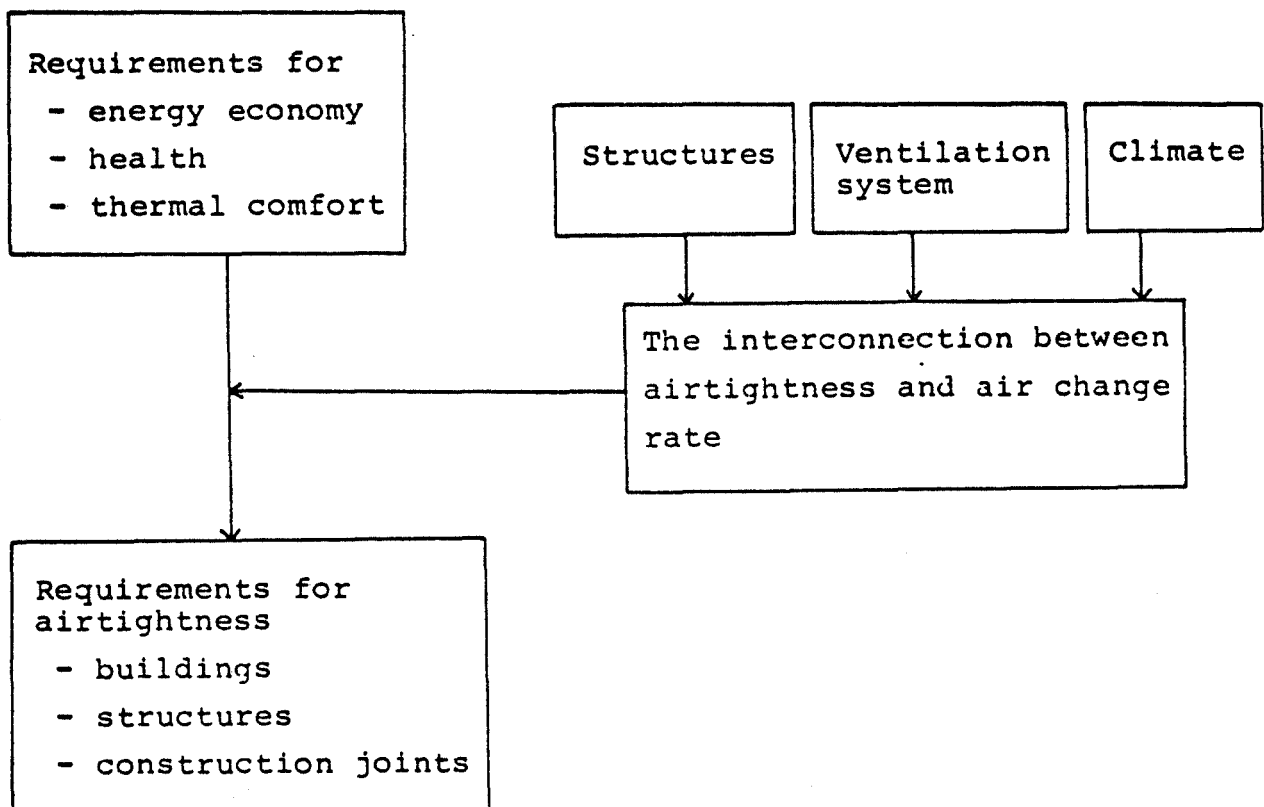 Requirements for
- energy economy
- health
- thermal comfort
Structures
Ventilation
system
Climate
The interconnection between
airtightness and air change
rate
Requirements for
airtightness
- buildings
- structures
- construction joints